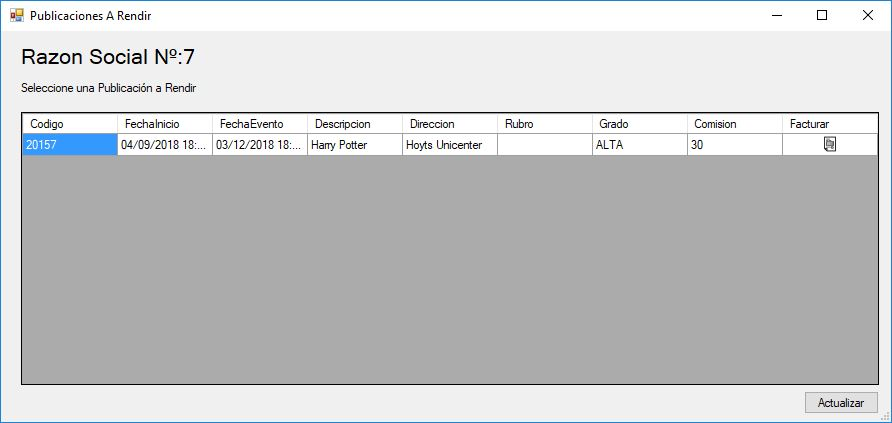 Publicaciones A Rendir
Razon Social Nº:7
Seleccione una Publicación a Rendir
Codigo FechaInicio FechaEvento Descripcion Direccion Rubro Grado Comision Facturar
20157 04/09/2018 18:... 03/12/2018 18:... Harry Potter Hoyts Unicenter ALTA 30
Actualizar